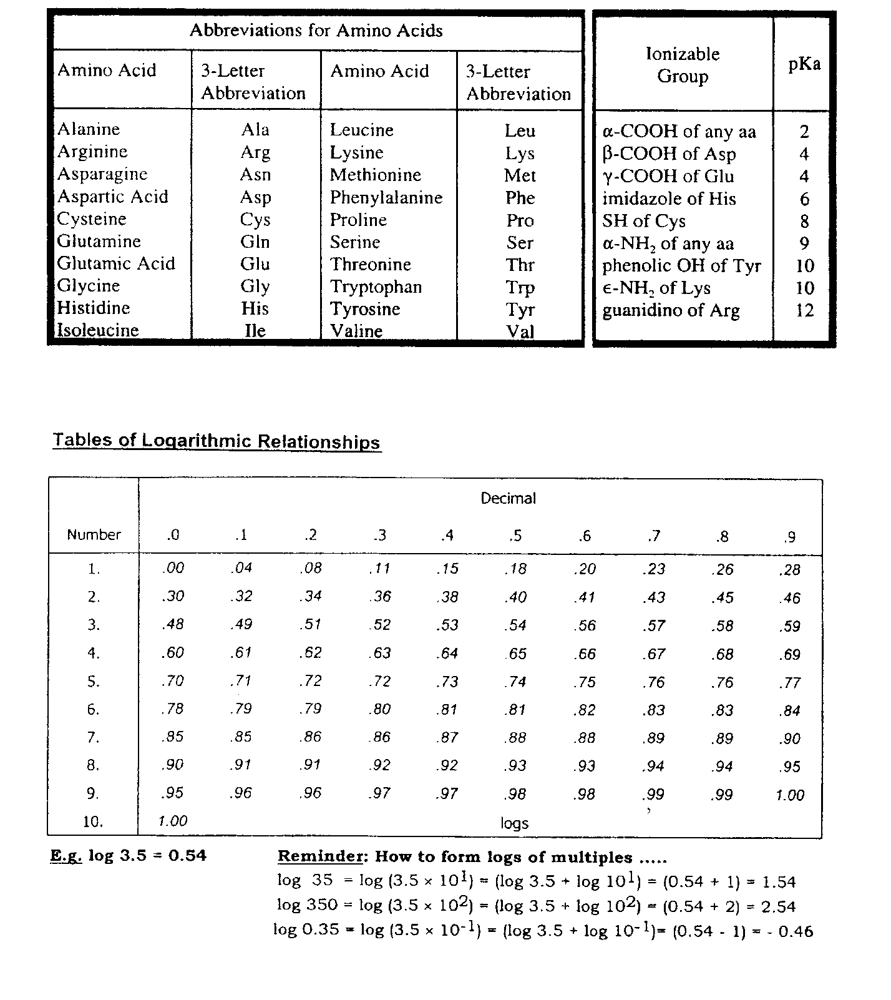 Abbreviations for Amino Acids
Amino Acid 3-Letter Abbreviation Amino Acid 3-Letter Abbreviation
Alanine Ala Leucine Leu
Arginine Arg Lysine Lys
Asparagine Asn Methionine Met
Aspartic Acid Asp Phenylalanine Phe
Cysteine Cys Proline Pro
Glutamine Gln Serine Ser
Glutamic Acid Glu Threonine Thr
Glycine Gly Tryptophan Trp
Histidine His Tyrosine Tyr
Isoleucine Ile Valine Val
Ionizable Group pKa
α-COOH of any aa 2
β-COOH of Asp 4
γ-COOH of Glu 4
imidazole of His 6
SH of Cys 8
α-NH₂ of any aa 9
phenolic OH of Tyr 10
ϵ-NH₂ of Lys 10
guanidino of Arg 12
Tables of Logarithmic Relationships
Decimal
Number .0 .1 .2 .3 .4 .5 .6 .7 .8 .9
1. .00 .04 .08 .11 .15 .18 .20 .23 .26 .28
2. .30 .32 .34 .36 .38 .40 .41 .43 .45 .46
3. .48 .49 .51 .52 .53 .54 .56 .57 .58 .59
4. .60 .61 .62 .63 .64 .65 .66 .67 .68 .69
5. .70 .71 .72 .72 .73 .74 .75 .76 .76 .77
6. .78 .79 .79 .80 .81 .81 .82 .83 .83 .84
7. .85 .85 .86 .86 .87 .88 .88 .89 .89 .90
8. .90 .91 .91 .92 .92 .93 .93 .94 .94 .95
9. .95 .96 .96 .97 .97 .98 .98 .99 .99 1.00
10. 1.00 logs
E.g. log 3.5 = 0.54
Reminder: How to form logs of multiples .....
log 35 = log (3.5 × 10¹) = (log 3.5 + log 10¹) = (0.54 + 1) = 1.54
log 350 = log (3.5 × 10²) = (log 3.5 + log 10²) = (0.54 + 2) = 2.54
log 0.35 = log (3.5 × 10⁻¹) = (log 3.5 + log 10⁻¹)= (0.54 - 1) = - 0.46